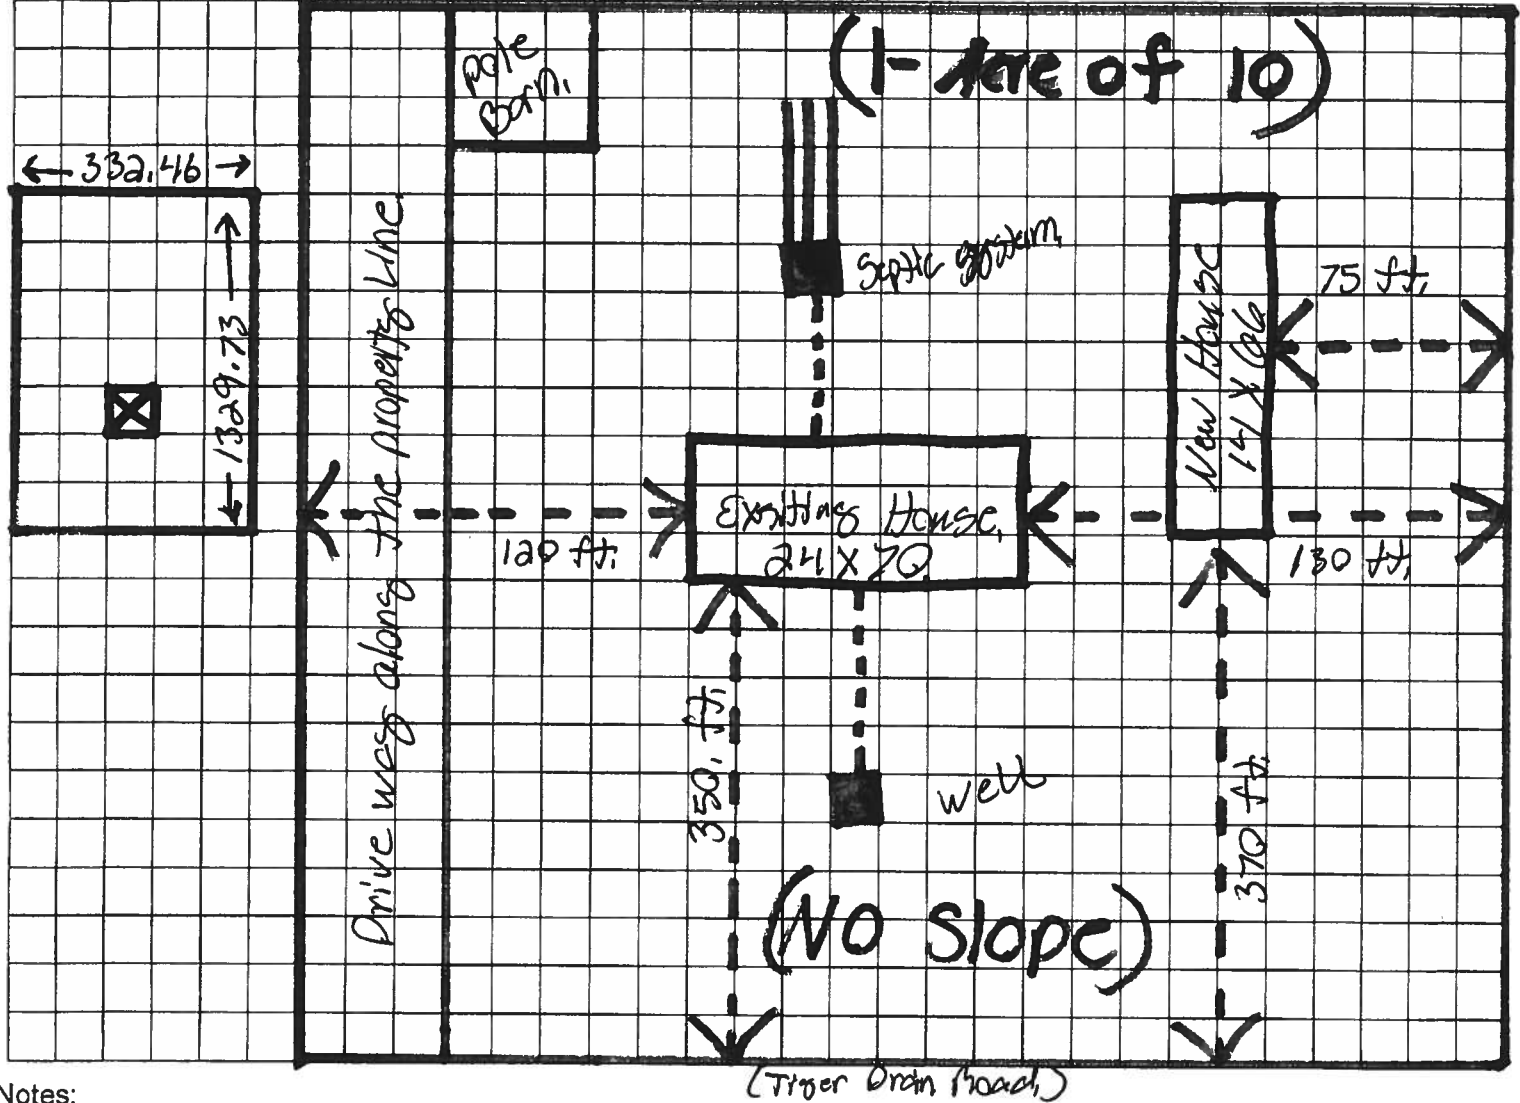 pole
Barn.
(1-Acre of 10)
← 332.46 →
← 1329.73 →
Drive way along the property Line.
Septic System.
New House
14 X 66
75 ft.
Exsiting House.
24 X 70
120 ft.
130 ft.
350. ft.
370 ft.
well
(NO Slope)
(Tiger Drain Road.)
Notes: